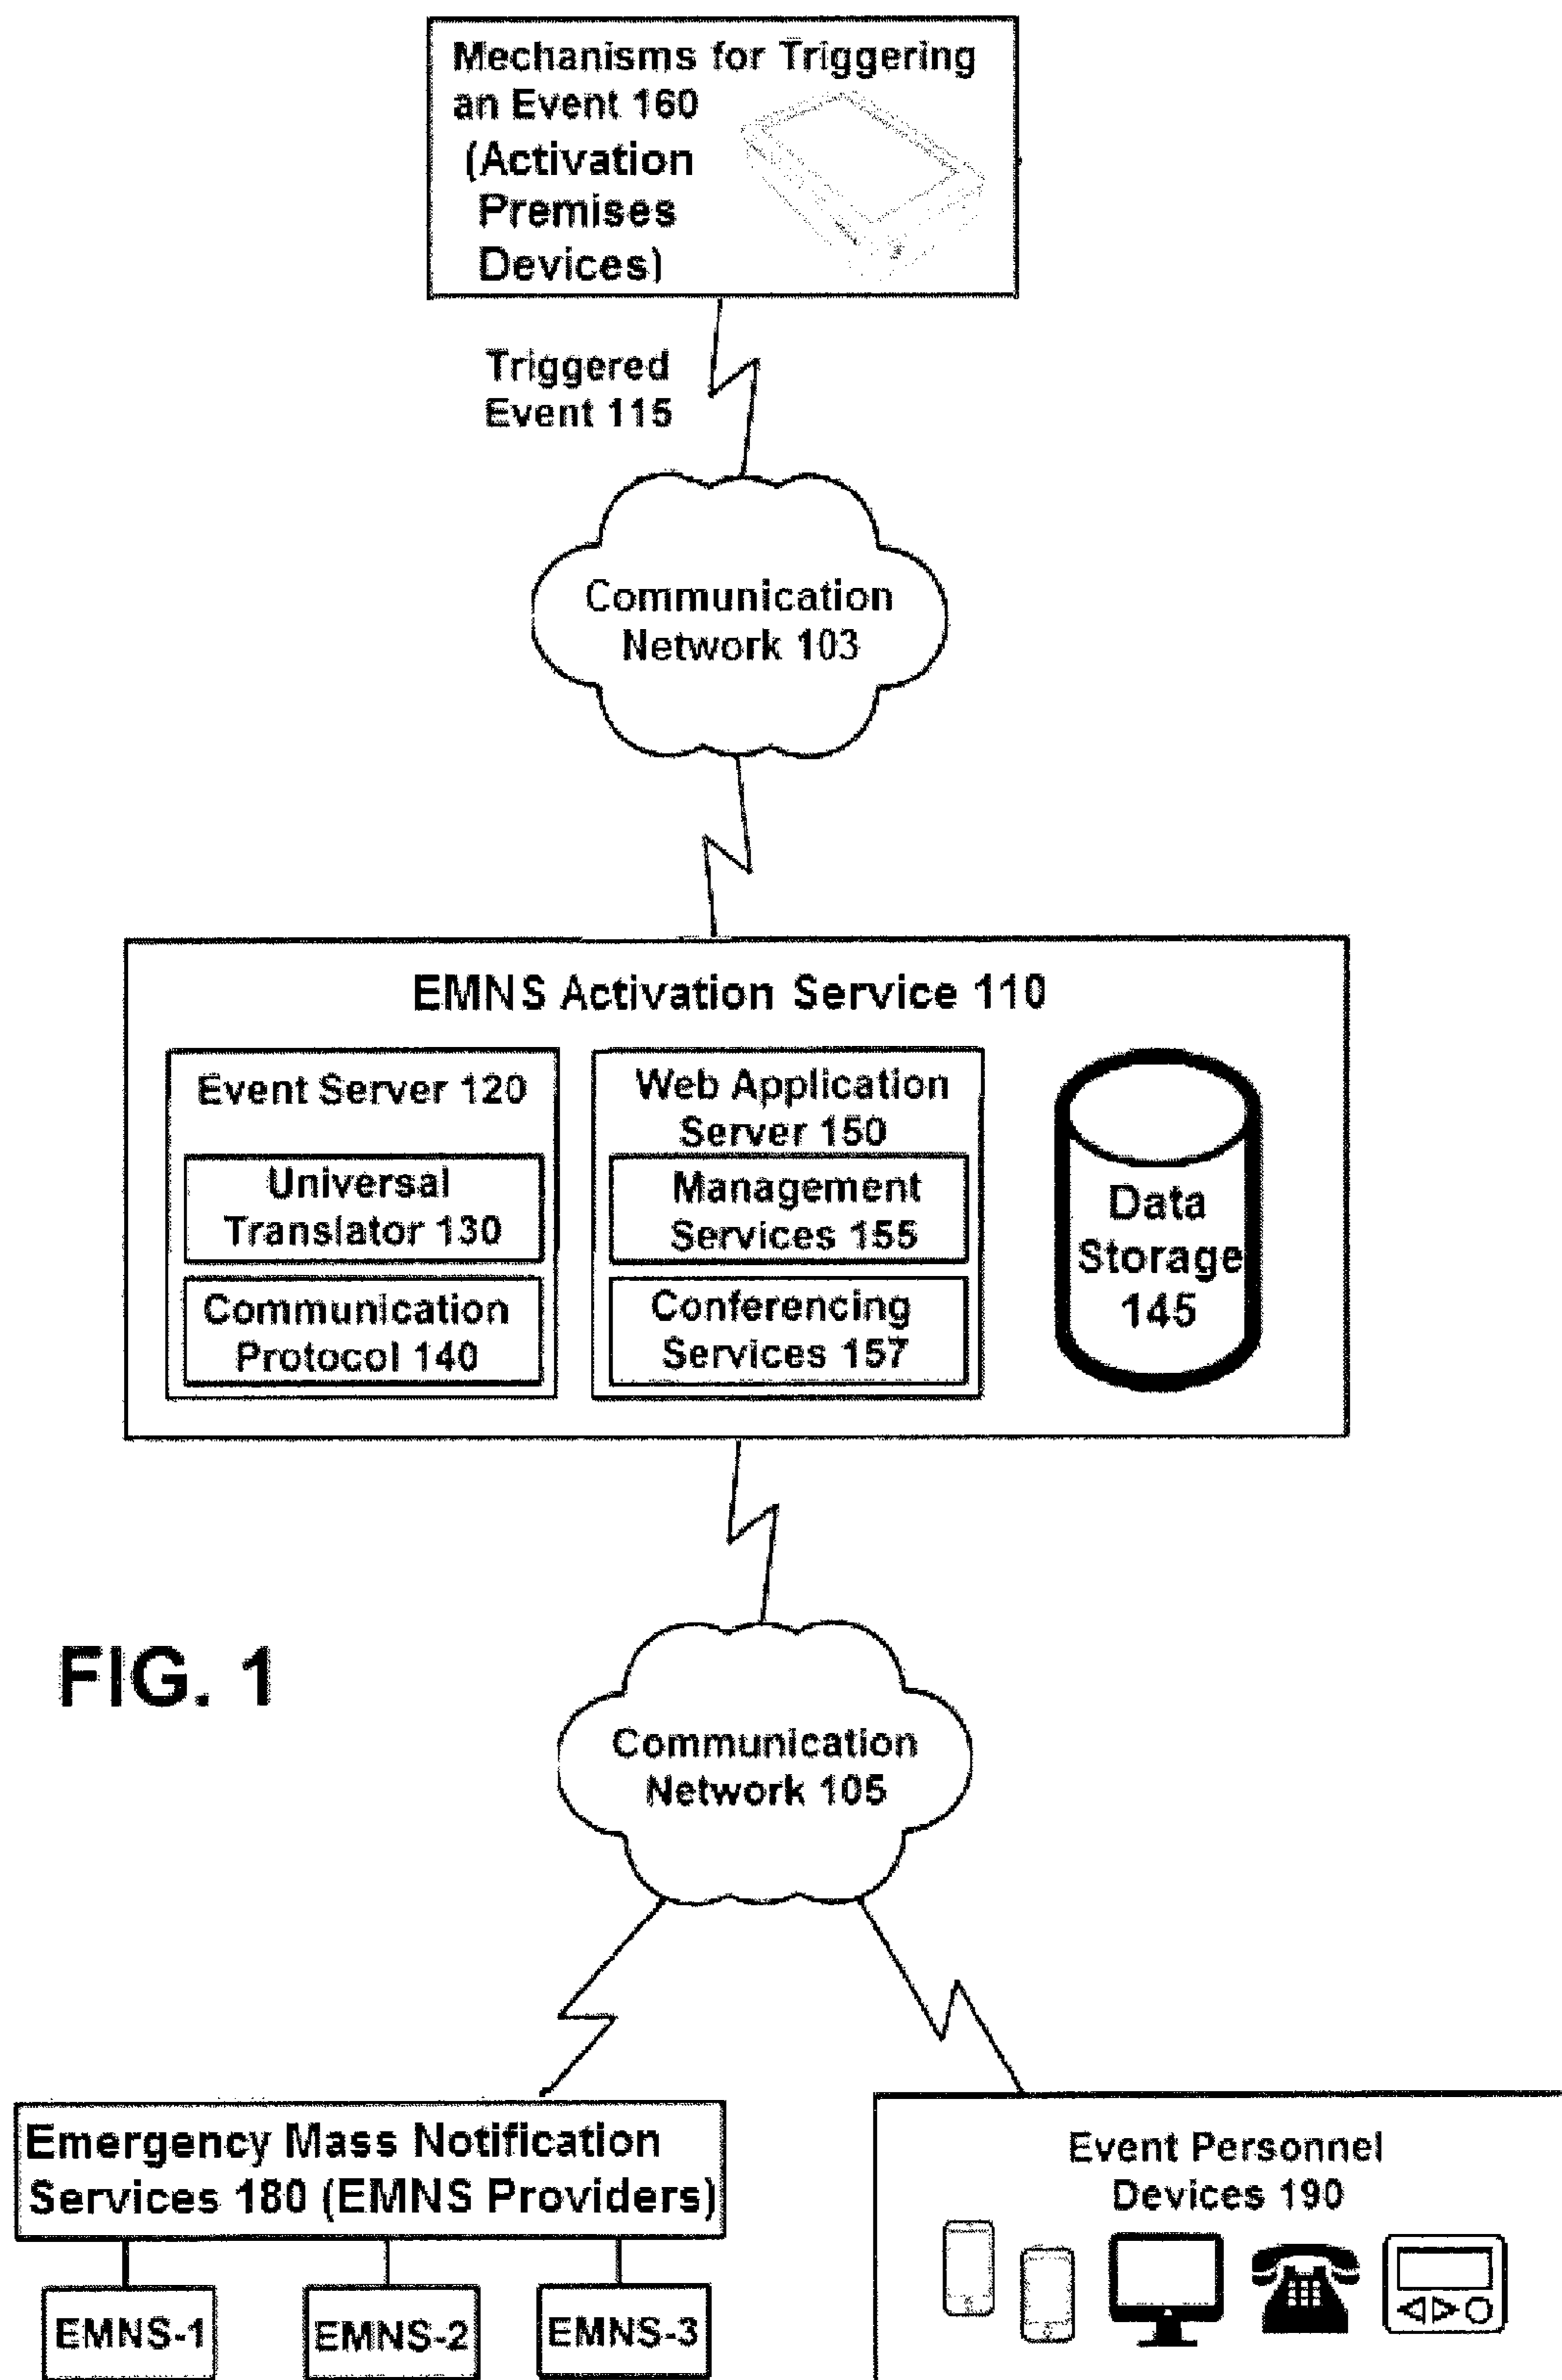 Mechanisms for Triggering
an Event 160
(Activation
Premises
Devices)
Triggered
Event 115
Communication
Network 103
EMNS Activation Service 110
Event Server 120
Universal
Translator 130
Communication
Protocol 140
Web Application
Server 150
Management
Services 155
Conferencing
Services 157
Data
Storage
145
FIG. 1
Communication
Network 105
Emergency Mass Notification
Services 180 (EMNS Providers)
EMNS-1
EMNS-2
EMNS-3
Event Personnel
Devices 190